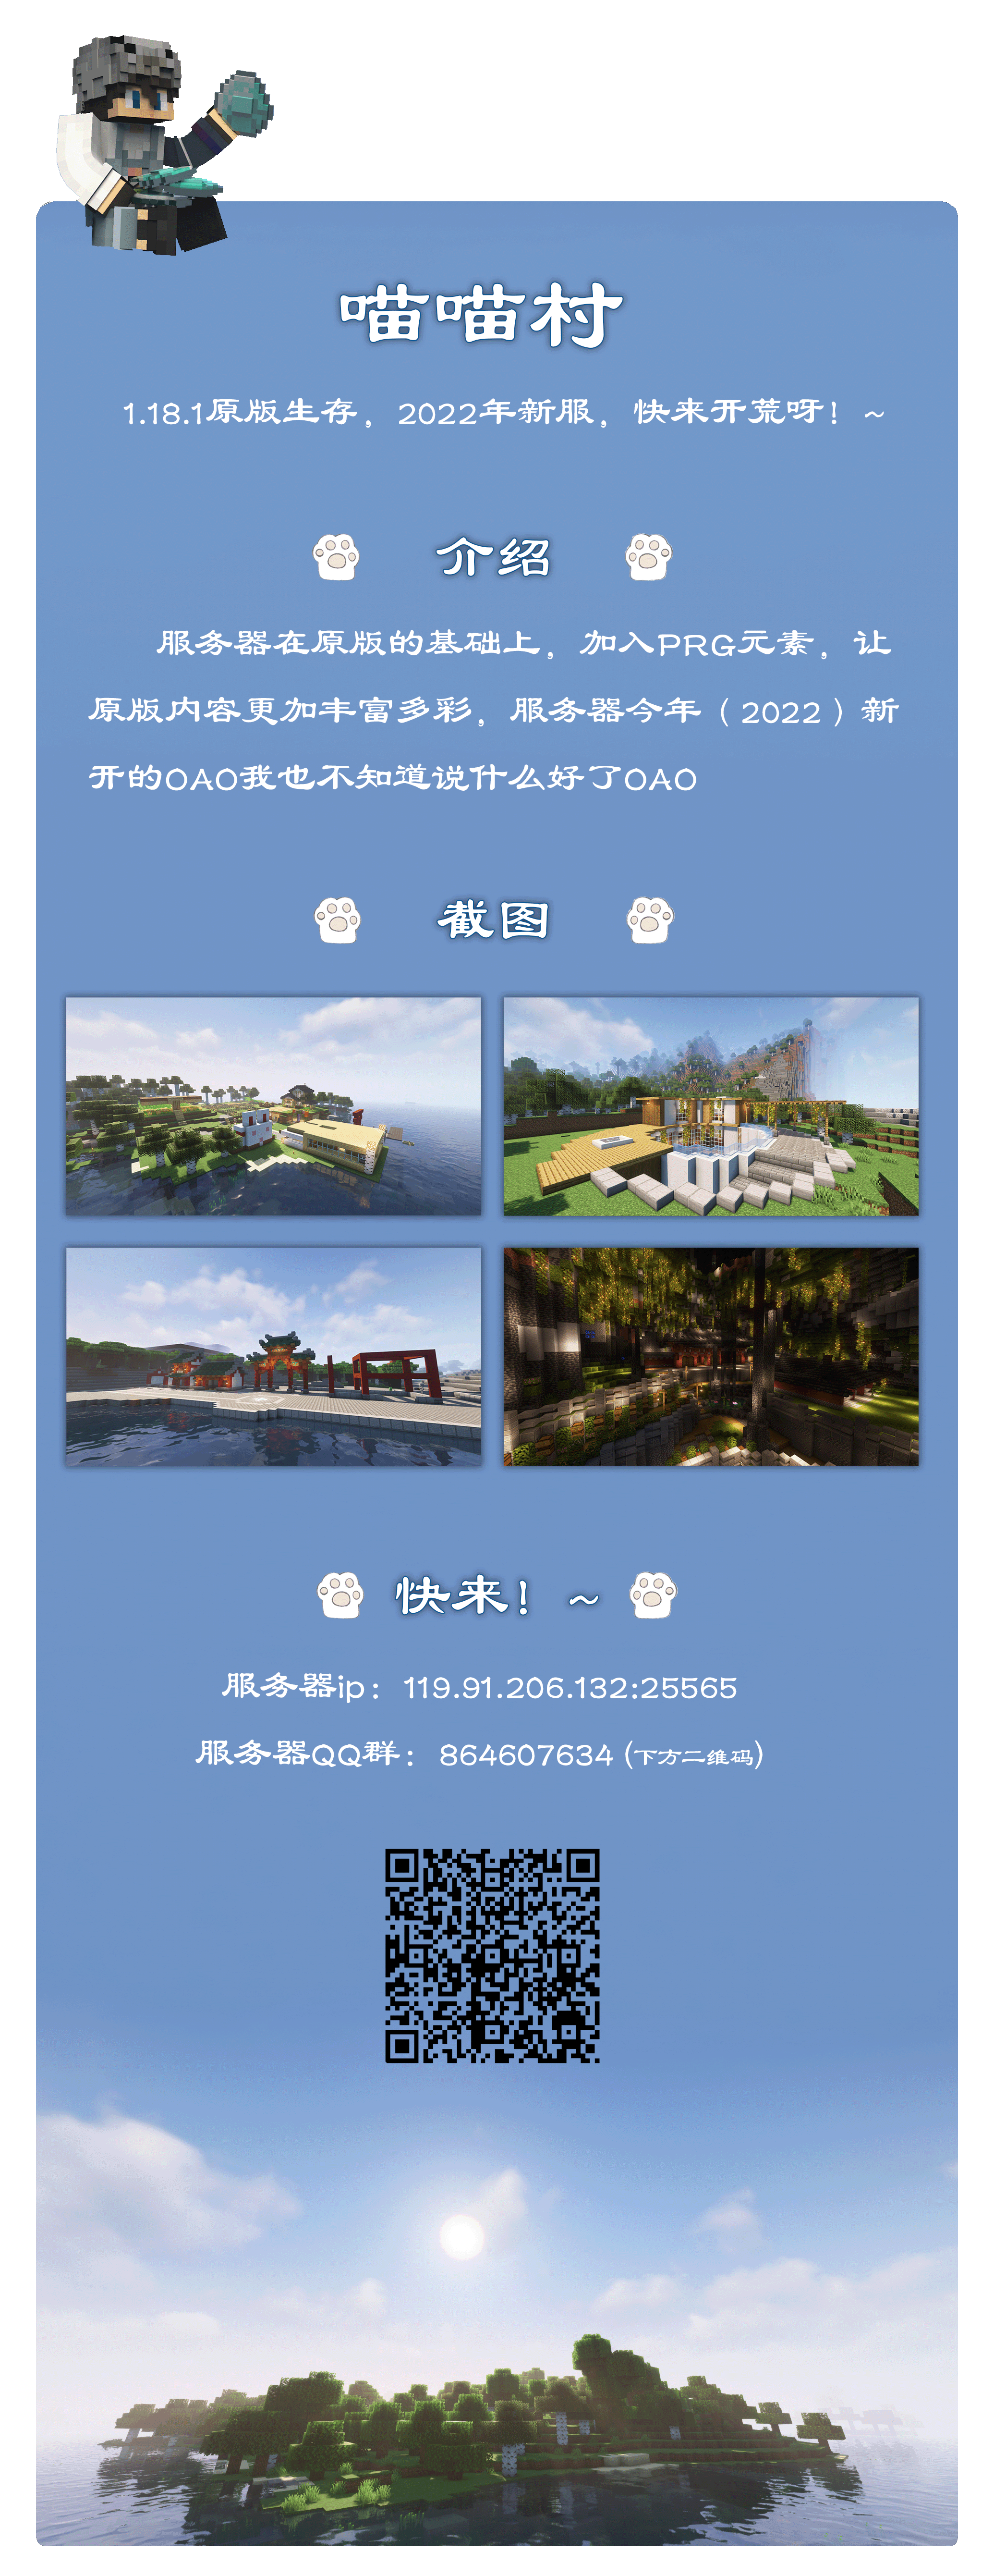 喵喵村
1.18.1原版生存，2022年新服，快来开荒呀！~
介绍
服务器在原版的基础上，加入PRG元素，让
原版内容更加丰富多彩，服务器今年（2022）新
开的OAO我也不知道说什么好了OAO
截图
快来！~
服务器ip：119.91.206.132:25565
服务器QQ群：864607634 (下方二维码)